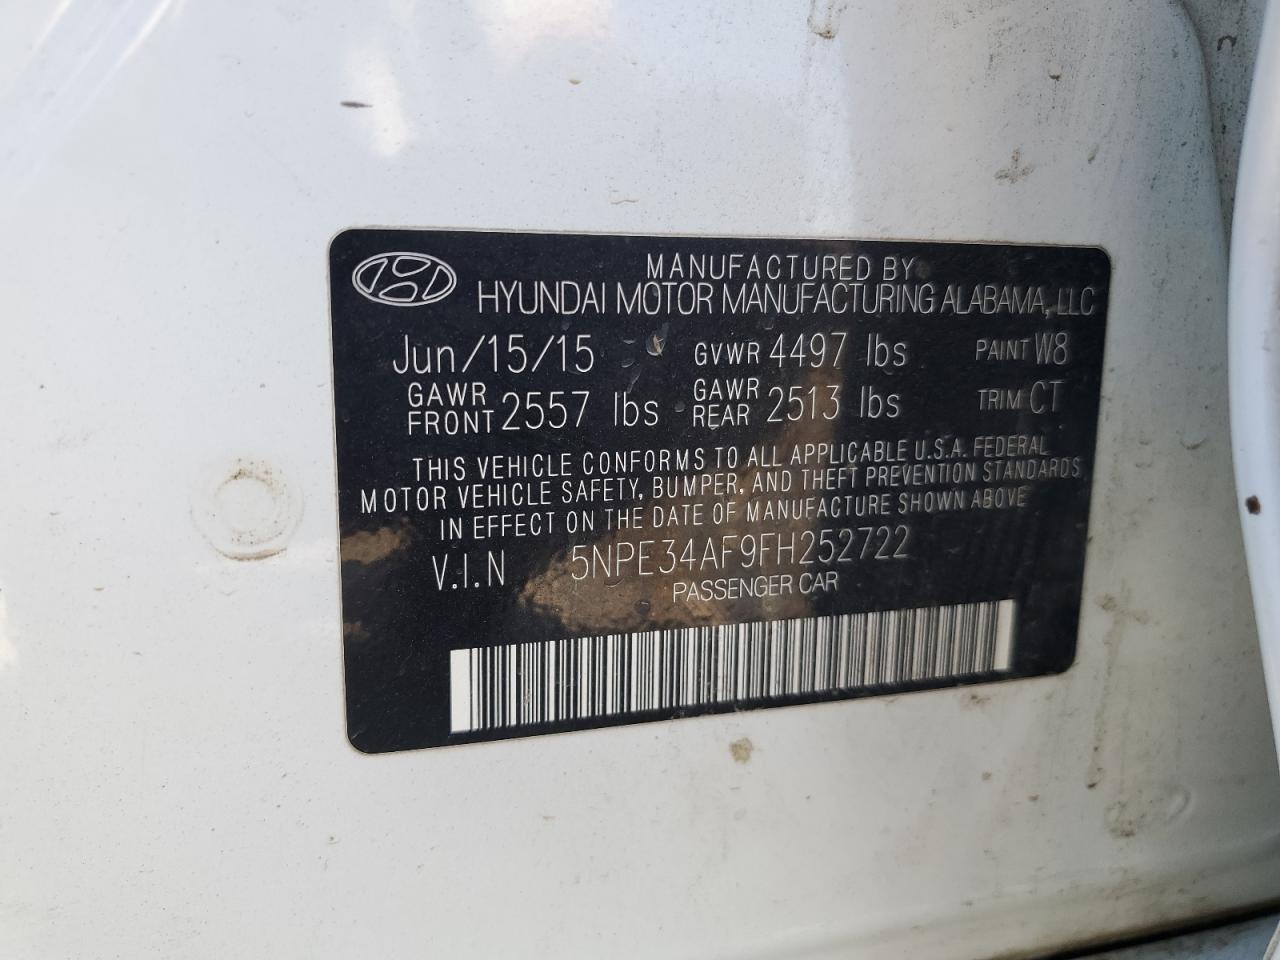 MANUFACTURED BY
HYUNDAI MOTOR MANUFACTURING ALABAMA, LLC
Jun/15/15 GVWR 4497 lbs PAINT W8
GAWR FRONT 2557 lbs GAWR REAR 2513 lbs TRIM CT
THIS VEHICLE CONFORMS TO ALL APPLICABLE U.S.A. FEDERAL
MOTOR VEHICLE SAFETY, BUMPER, AND THEFT PREVENTION STANDARDS
IN EFFECT ON THE DATE OF MANUFACTURE SHOWN ABOVE
V.I.N 5NPE34AF9FH252722
PASSENGER CAR